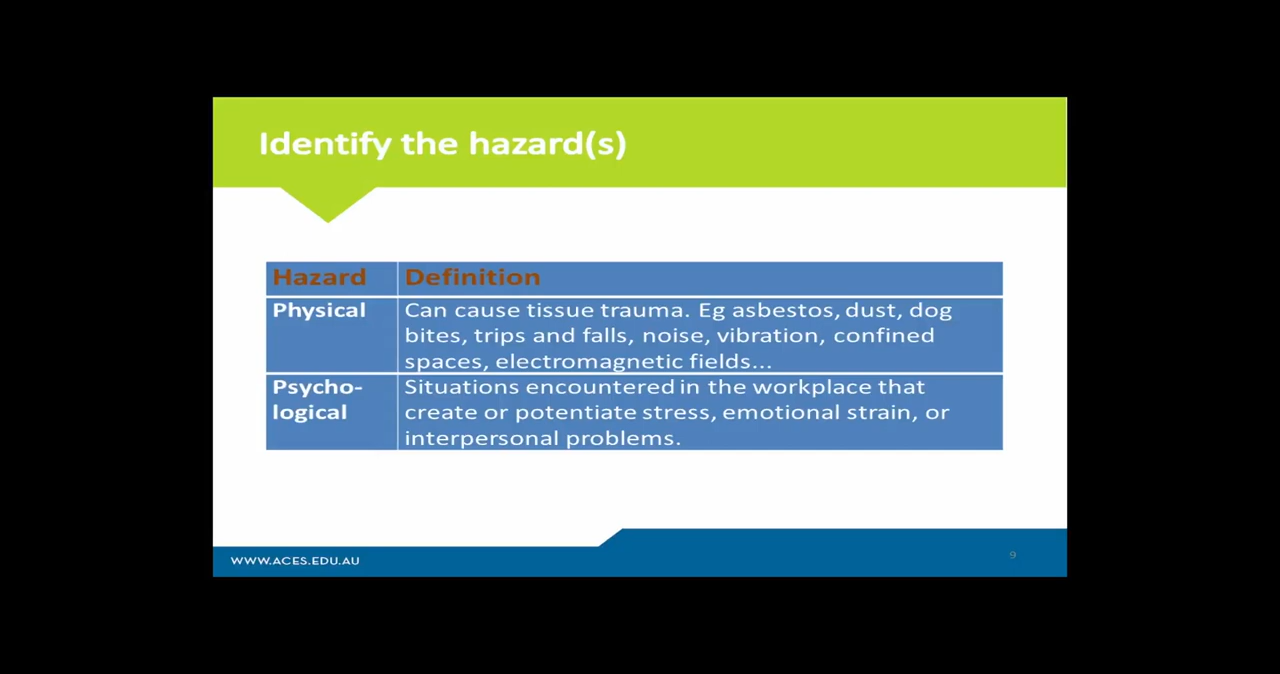 Identify the hazard(s)
Hazard Definition
Physical Can cause tissue trauma. Eg asbestos, dust, dog
bites, trips and falls, noise, vibration, confined
spaces, electromagnetic fields...
Psycho- Situations encountered in the workplace that
logical create or potentiate stress, emotional strain, or
interpersonal problems.
WWW.ACES.EDU.AU
9